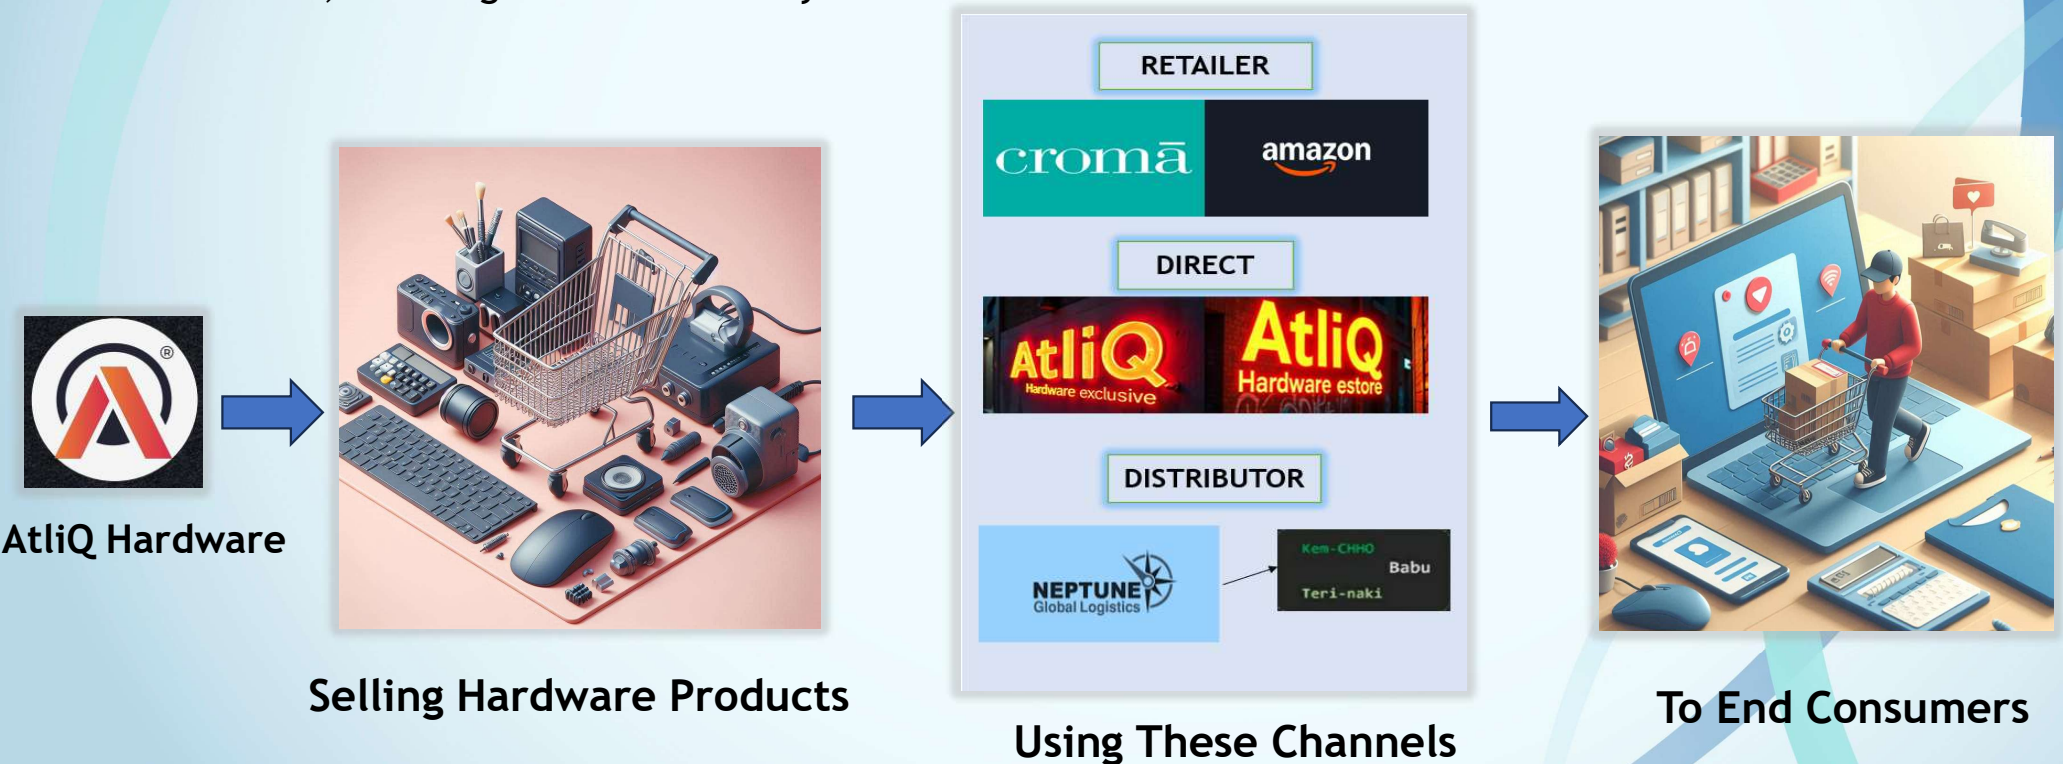 RETAILER
cromā
amazon
DIRECT
AtliQ
Hardware exclusive
AtliQ
Hardware estore
DISTRIBUTOR
NEPTUNE
Global Logistics
Kem-CHHO
Babu
Teri-naki
®
AtliQ Hardware
Selling Hardware Products
Using These Channels
To End Consumers